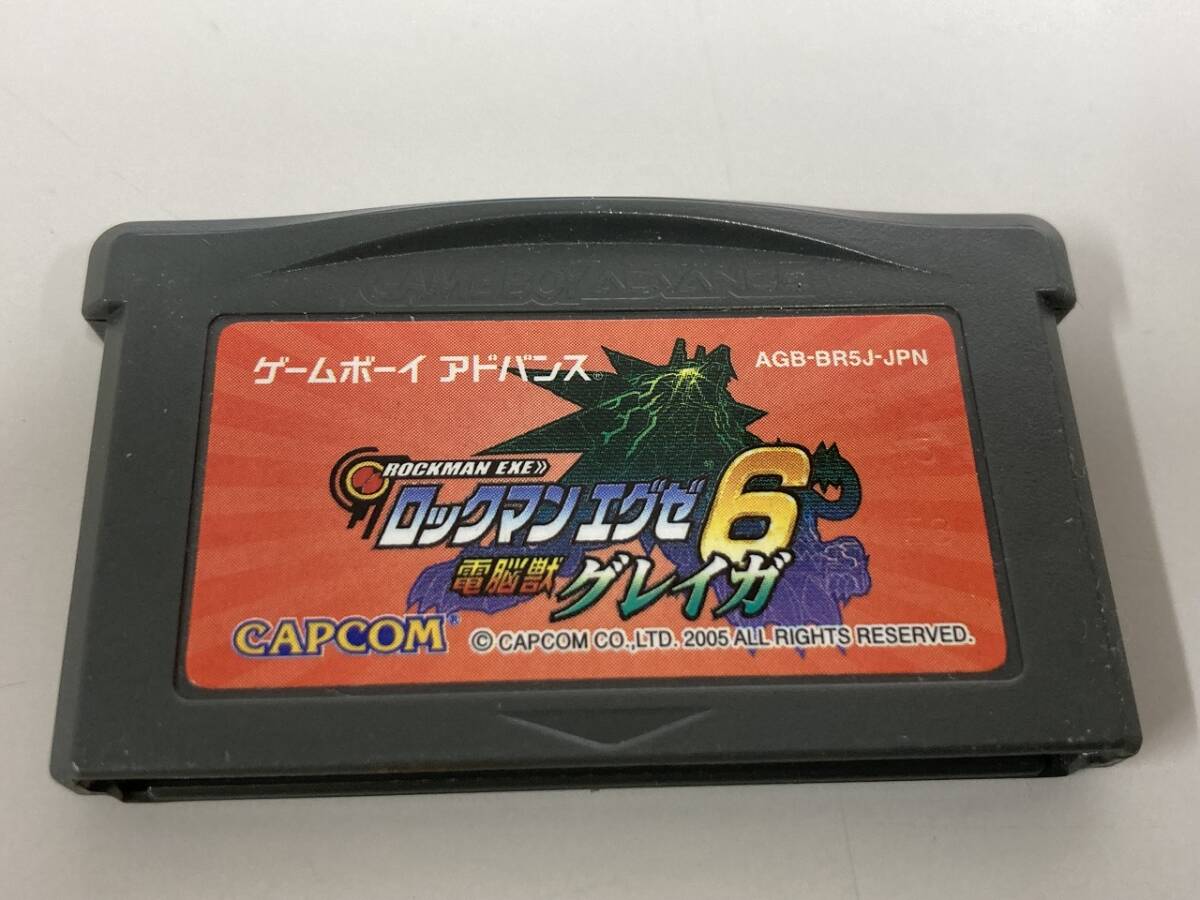 GAME BOY ADVANCE
ゲームボーイ アドバンス®
AGB-BR5J-JPN
ROCKMAN EXE
ロックマン エグゼ6
電脳獣 グレイガ
CAPCOM®
© CAPCOM CO.,LTD. 2005 ALL RIGHTS RESERVED.